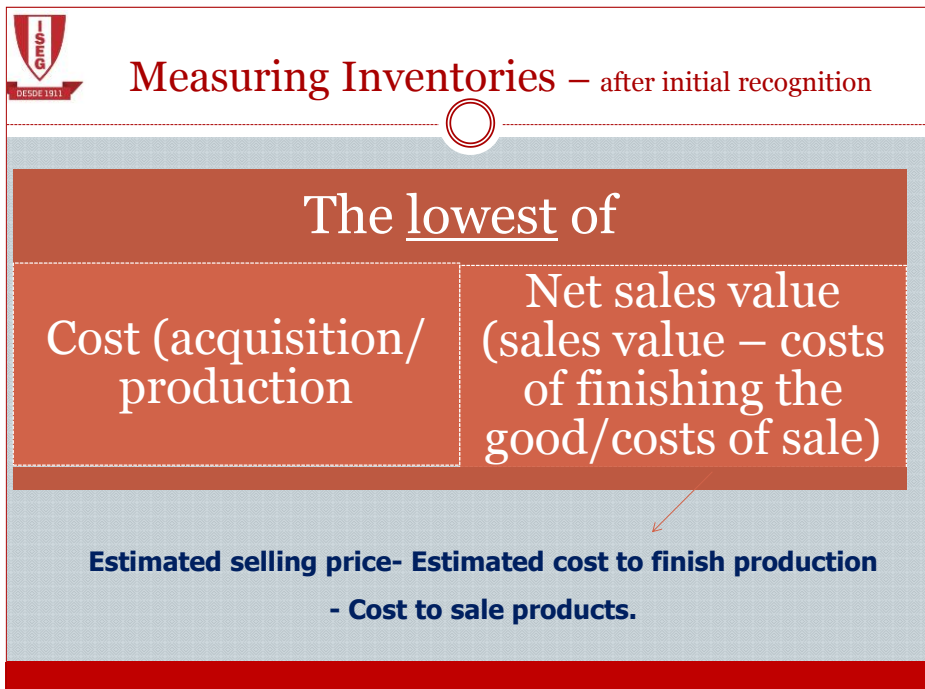 ISEG
DESDE 1911
Measuring Inventories – after initial recognition
The lowest of
Cost (acquisition/
production
Net sales value
(sales value – costs
of finishing the
good/costs of sale)
Estimated selling price- Estimated cost to finish production
- Cost to sale products.